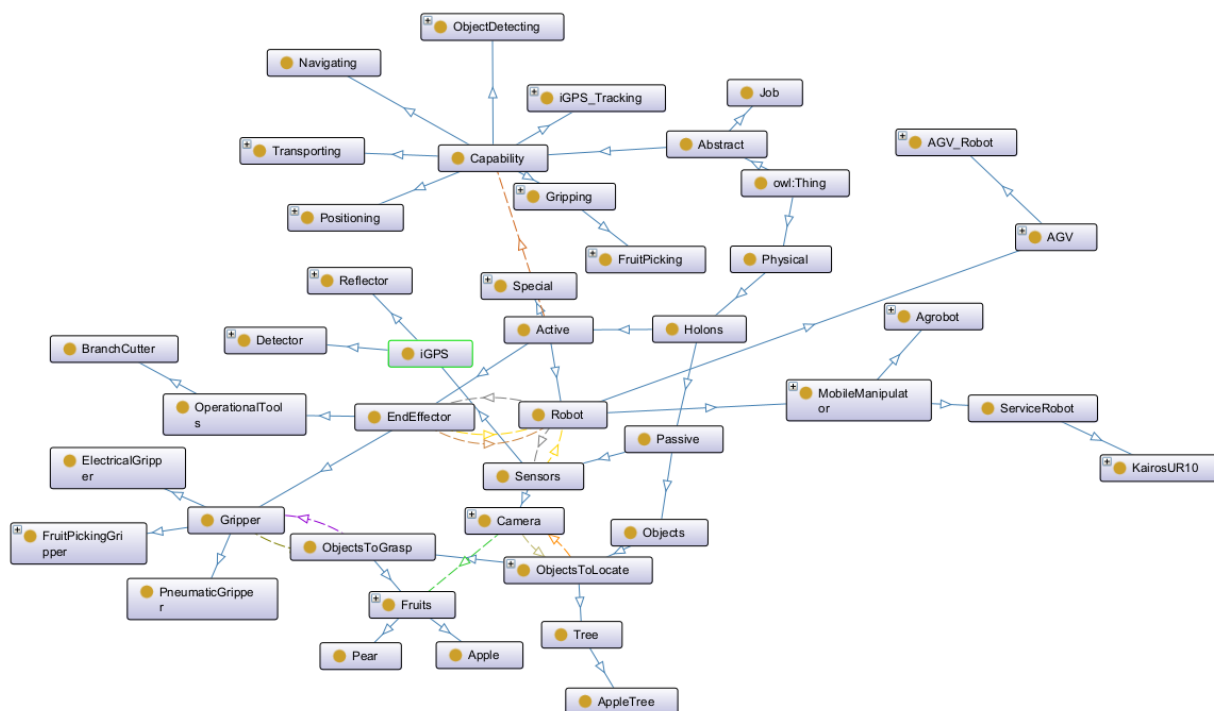 ObjectDetecting
Navigating
iGPS_Tracking
Job
Abstract
AGV_Robot
Transporting
Capability
owl:Thing
Gripping
Positioning
AGV
FruitPicking
Physical
Reflector
Special
Agrobot
Active
Holons
Detector
iGPS
BranchCutter
MobileManipulat
or
ServiceRobot
OperationalTool
s
EndEffector
Robot
Passive
ElectricalGrip
per
Sensors
KairosUR10
Gripper
Camera
Objects
FruitPickingGri
pper
ObjectsToGrasp
ObjectsToLocate
PneumaticGrippe
r
Fruits
Tree
Pear
Apple
AppleTree